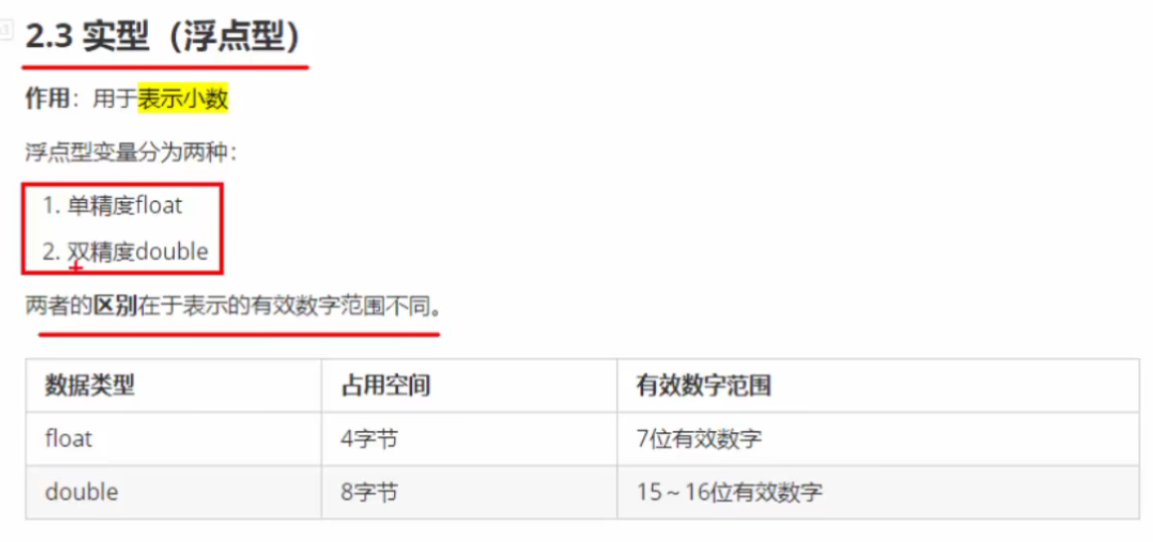 2.3 实型（浮点型）
作用：用于表示小数
浮点型变量分为两种：
1. 单精度float
2. 双精度double
两者的区别在于表示的有效数字范围不同。
数据类型 占用空间 有效数字范围
float 4字节 7位有效数字
double 8字节 15～16位有效数字